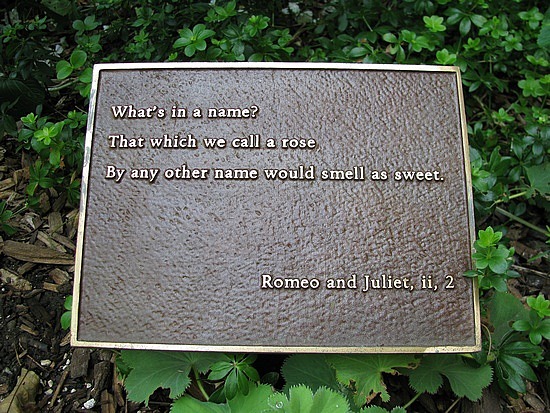 What's in a name?
That which we call a rose
By any other name would smell as sweet.
Romeo and Juliet, ii, 2